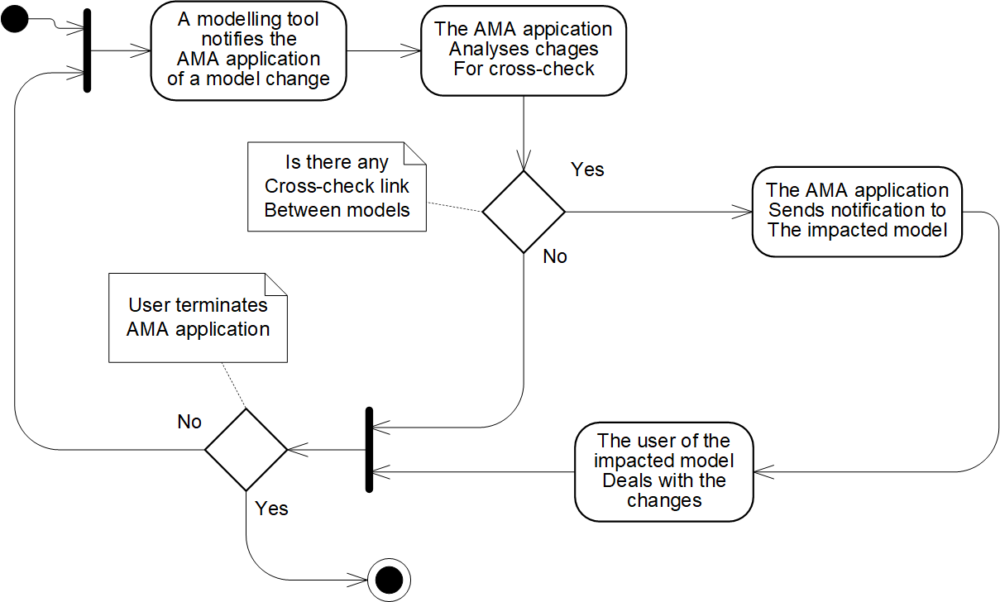 A modelling tool
notifies the
AMA application
of a model change
The AMA appication
Analyses chages
For cross-check
Is there any
Cross-check link
Between models
Yes
No
The AMA application
Sends notification to
The impacted model
User terminates
AMA application
No
Yes
The user of the
impacted model
Deals with the
changes